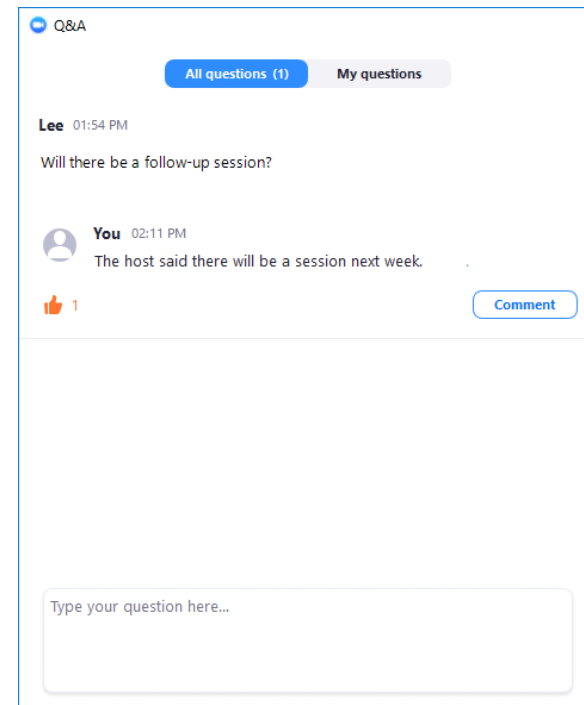 Q&A
All questions (1) My questions
Lee 01:54 PM
Will there be a follow-up session?
You 02:11 PM
The host said there will be a session next week. .
1 Comment
Type your question here...